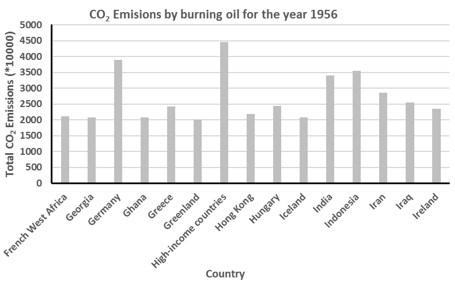 CO₂ Emisions by burning oil for the year 1956
Total CO₂ Emissions (*10000)
5000
4500
4000
3500
3000
2500
2000
1500
1000
500
0
French West Africa
Georgia
Germany
Ghana
Greece
Greenland
High-income countries
Hong Kong
Hungary
Iceland
India
Indonesia
Iran
Iraq
Ireland
Country